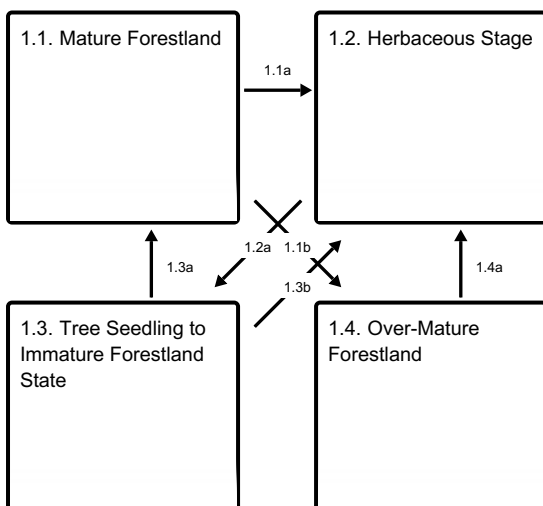 1.1. Mature Forestland
1.2. Herbaceous Stage
1.1a
1.2a
1.1b
1.3a
1.3b
1.4a
1.3. Tree Seedling to
Immature Forestland
State
1.4. Over-Mature
Forestland